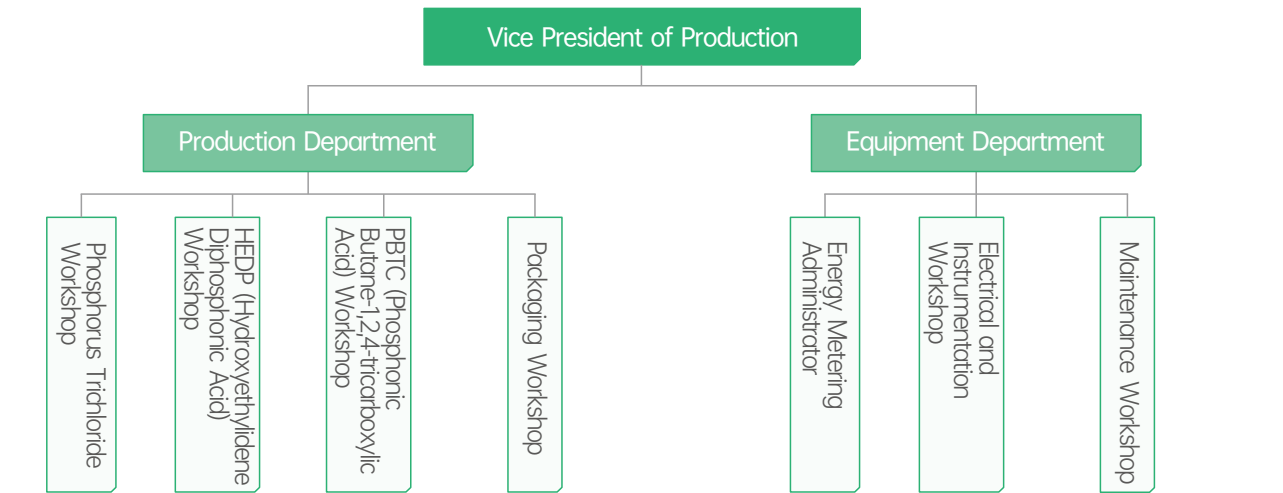 Vice President of Production
Production Department
Equipment Department
Phosphorus Trichloride
Workshop
HEDP (Hydroxyethylidene
Diphosphonic Acid)
Workshop
PBTC (Phosphonic
Butane-1,2,4-tricarboxylic
Acid) Workshop
Packaging Workshop
Energy Metering
Administrator
Electrical and
Instrumentation
Workshop
Maintenance Workshop